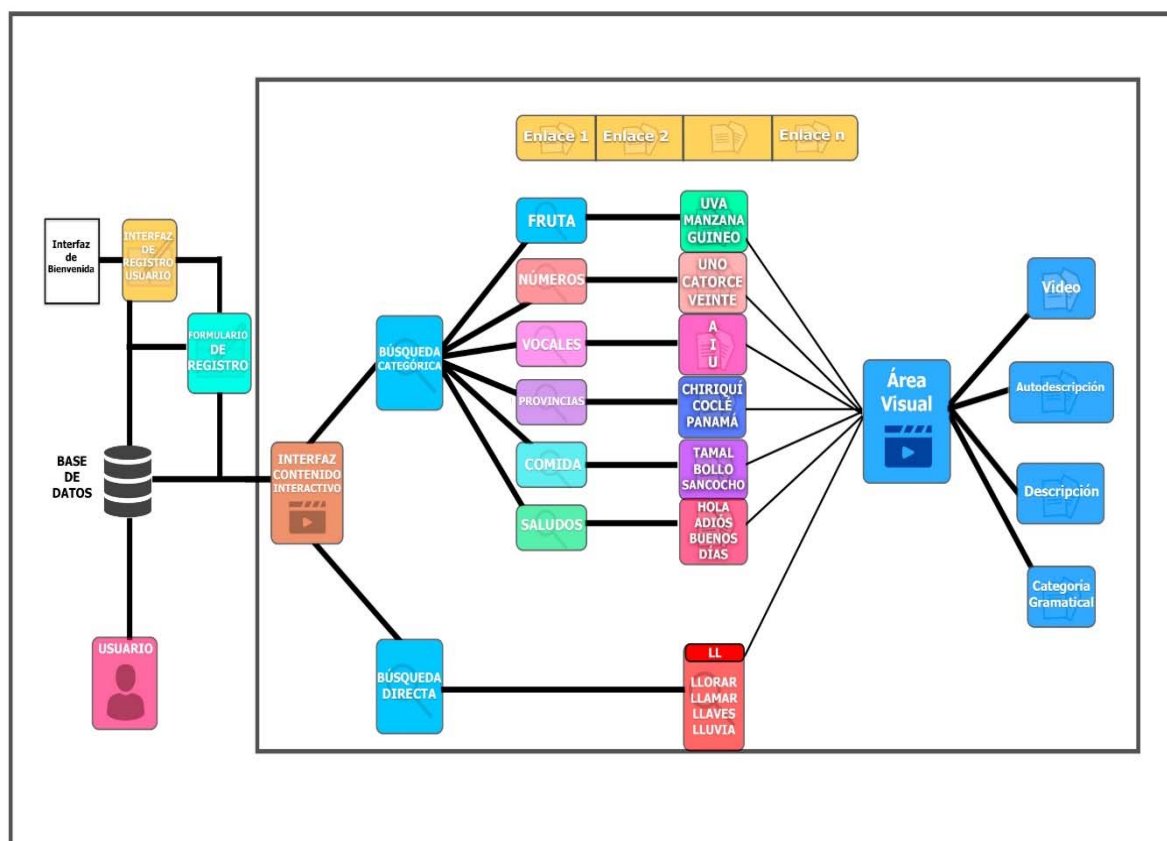 Enlace 1
Enlace 2
Enlace n
Interfaz
de
Bienvenida
INTERFAZ
DE
REGISTRO
USUARIO
FORMULARIO
DE
REGISTRO
BASE
DE
DATOS
USUARIO
INTERFAZ
CONTENIDO
INTERACTIVO
BÚSQUEDA
CATEGÓRICA
BÚSQUEDA
DIRECTA
FRUTA
UVA
MANZANA
GUINEO
NÚMEROS
UNO
CATORCE
VEINTE
VOCALES
A
I
U
PROVINCIAS
CHIRIQUÍ
COCLÉ
PANAMÁ
COMIDA
TAMAL
BOLLO
SANCOCHO
SALUDOS
HOLA
ADIÓS
BUENOS
DÍAS
LL
LLORAR
LLAMAR
LLAVES
LLUVIA
Área
Visual
Video
Autodescripción
Descripción
Categoría
Gramatical